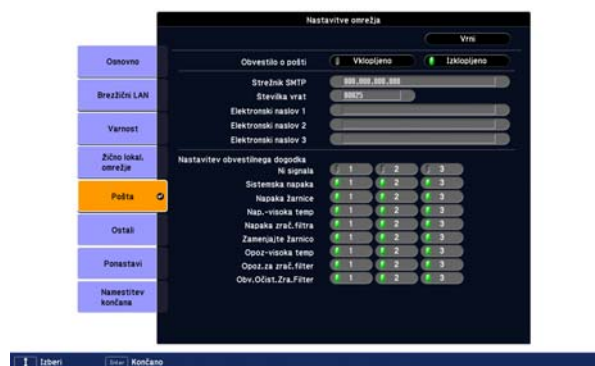 Nastavitve omrežja
Vrni
Osnovno
Brezžični LAN
Varnost
Žično lokal.
omrežje
Pošta
Ostali
Ponastavi
Namestitev
končana
Obvestilo o pošti
Vklopljeno
Izklopljeno
Strežnik SMTP
000.000.000.000
Številka vrat
00025
Elektronski naslov 1
Elektronski naslov 2
Elektronski naslov 3
Nastavitev obvestilnega dogodka
Ni signala 1 2 3
Sistemska napaka 1 2 3
Napaka žarnice 1 2 3
Nap.-visoka temp 1 2 3
Napaka zrač.filtra 1 2 3
Zamenjajte žarnico 1 2 3
Opoz-visoka temp 1 2 3
Opoz.za zrač.filter 1 2 3
Obv.Očist.Zra.Filter 1 2 3
Izberi
Enter Končano